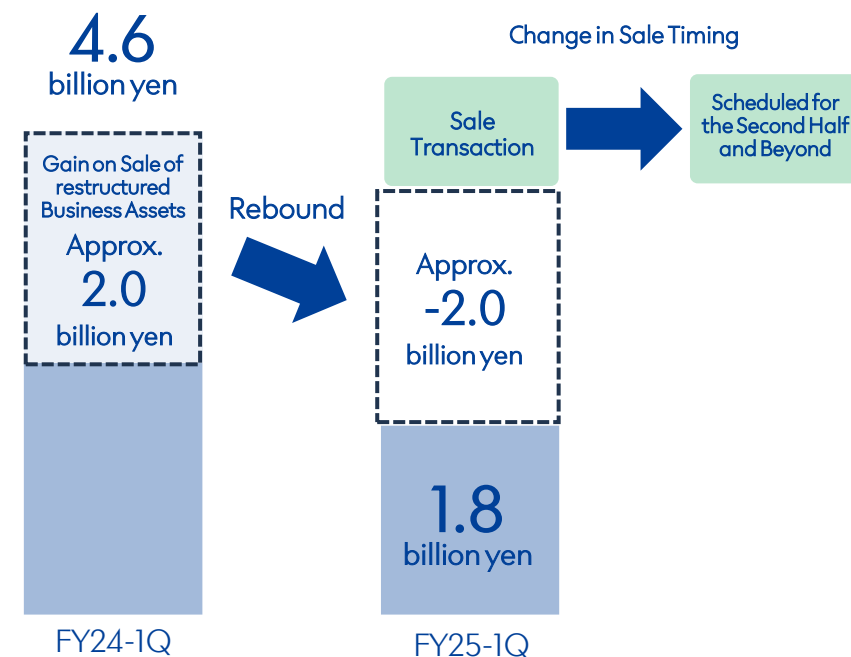 4.6
billion yen
Gain on Sale of
restructured
Business Assets
Approx.
2.0
billion yen
FY24-1Q
Rebound
Change in Sale Timing
Sale
Transaction
Scheduled for
the Second Half
and Beyond
Approx.
-2.0
billion yen
1.8
billion yen
FY25-1Q